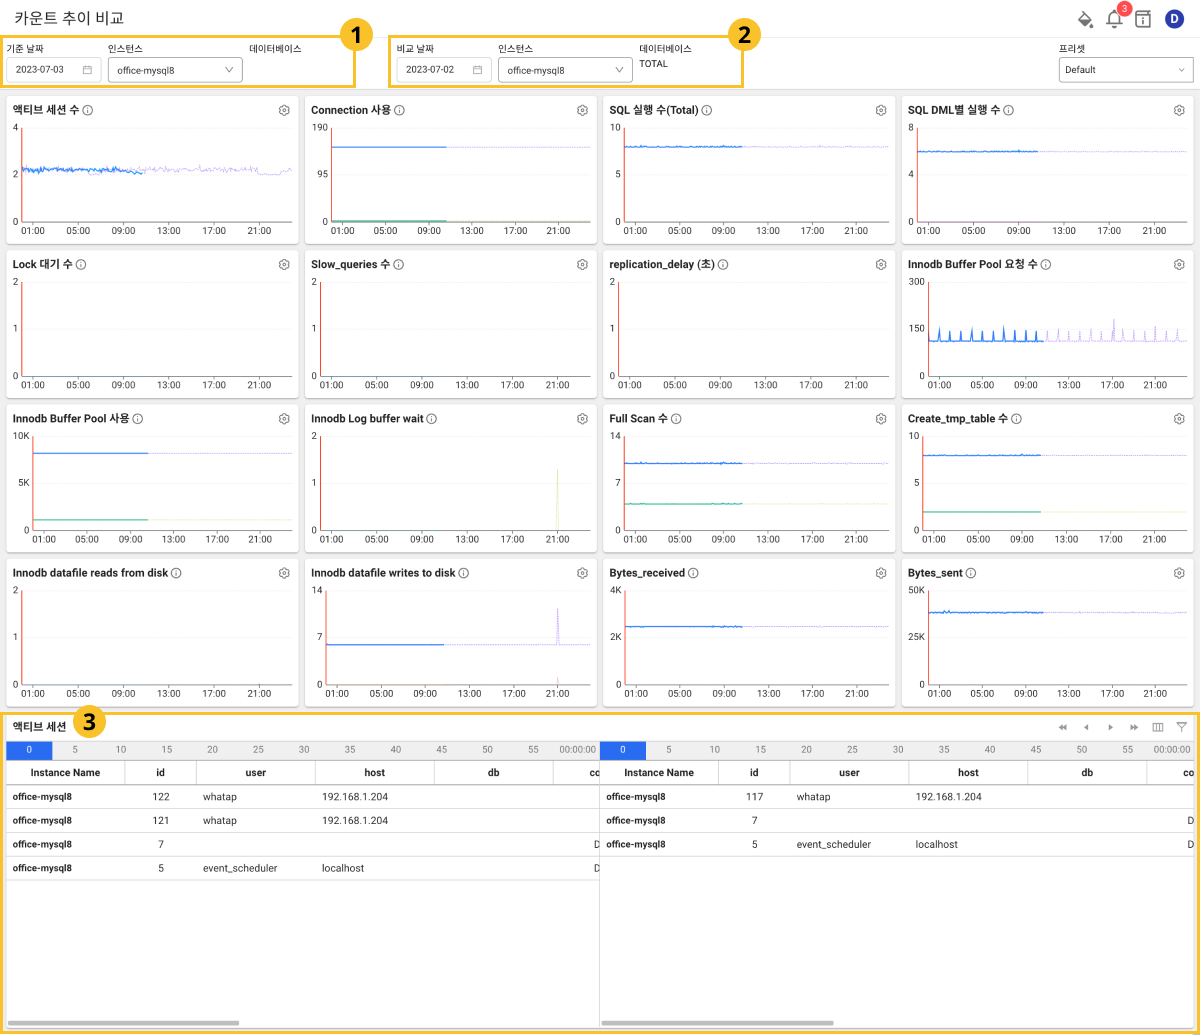 카운트 추이 비교
3
D
1
2
기준 날짜 인스턴스 데이터베이스
2023-07-03 office-mysql8
비교 날짜 인스턴스 데이터베이스
2023-07-02 office-mysql8 TOTAL
프리셋
Default
액티브 세션 수
4
2
0
01:00 05:00 09:00 13:00 17:00 21:00
Connection 사용
190
95
0
01:00 05:00 09:00 13:00 17:00 21:00
SQL 실행 수(Total)
10
5
0
01:00 05:00 09:00 13:00 17:00 21:00
SQL DML별 실행 수
8
4
0
01:00 05:00 09:00 13:00 17:00 21:00
Lock 대기 수
2
1
0
01:00 05:00 09:00 13:00 17:00 21:00
Slow_queries 수
2
1
0
01:00 05:00 09:00 13:00 17:00 21:00
replication_delay (초)
2
1
0
01:00 05:00 09:00 13:00 17:00 21:00
Innodb Buffer Pool 요청 수
300
150
0
01:00 05:00 09:00 13:00 17:00 21:00
Innodb Buffer Pool 사용
10K
5K
0
01:00 05:00 09:00 13:00 17:00 21:00
Innodb Log buffer wait
2
1
0
01:00 05:00 09:00 13:00 17:00 21:00
Full Scan 수
14
7
0
01:00 05:00 09:00 13:00 17:00 21:00
Create_tmp_table 수
10
5
0
01:00 05:00 09:00 13:00 17:00 21:00
Innodb datafile reads from disk
2
1
0
01:00 05:00 09:00 13:00 17:00 21:00
Innodb datafile writes to disk
14
7
0
01:00 05:00 09:00 13:00 17:00 21:00
Bytes_received
4K
2K
0
01:00 05:00 09:00 13:00 17:00 21:00
Bytes_sent
50K
25K
0
01:00 05:00 09:00 13:00 17:00 21:00
액티브 세션 3
0 5 10 15 20 25 30 35 40 45 50 55 00:00:00
Instance Name id user host db co
office-mysql8 122 whatap 192.168.1.204
office-mysql8 121 whatap 192.168.1.204
office-mysql8 7 D
office-mysql8 5 event_scheduler localhost D
0 5 10 15 20 25 30 35 40 45 50 55 00:00:00
Instance Name id user host db co
office-mysql8 117 whatap 192.168.1.204
office-mysql8 7 D
office-mysql8 5 event_scheduler localhost D